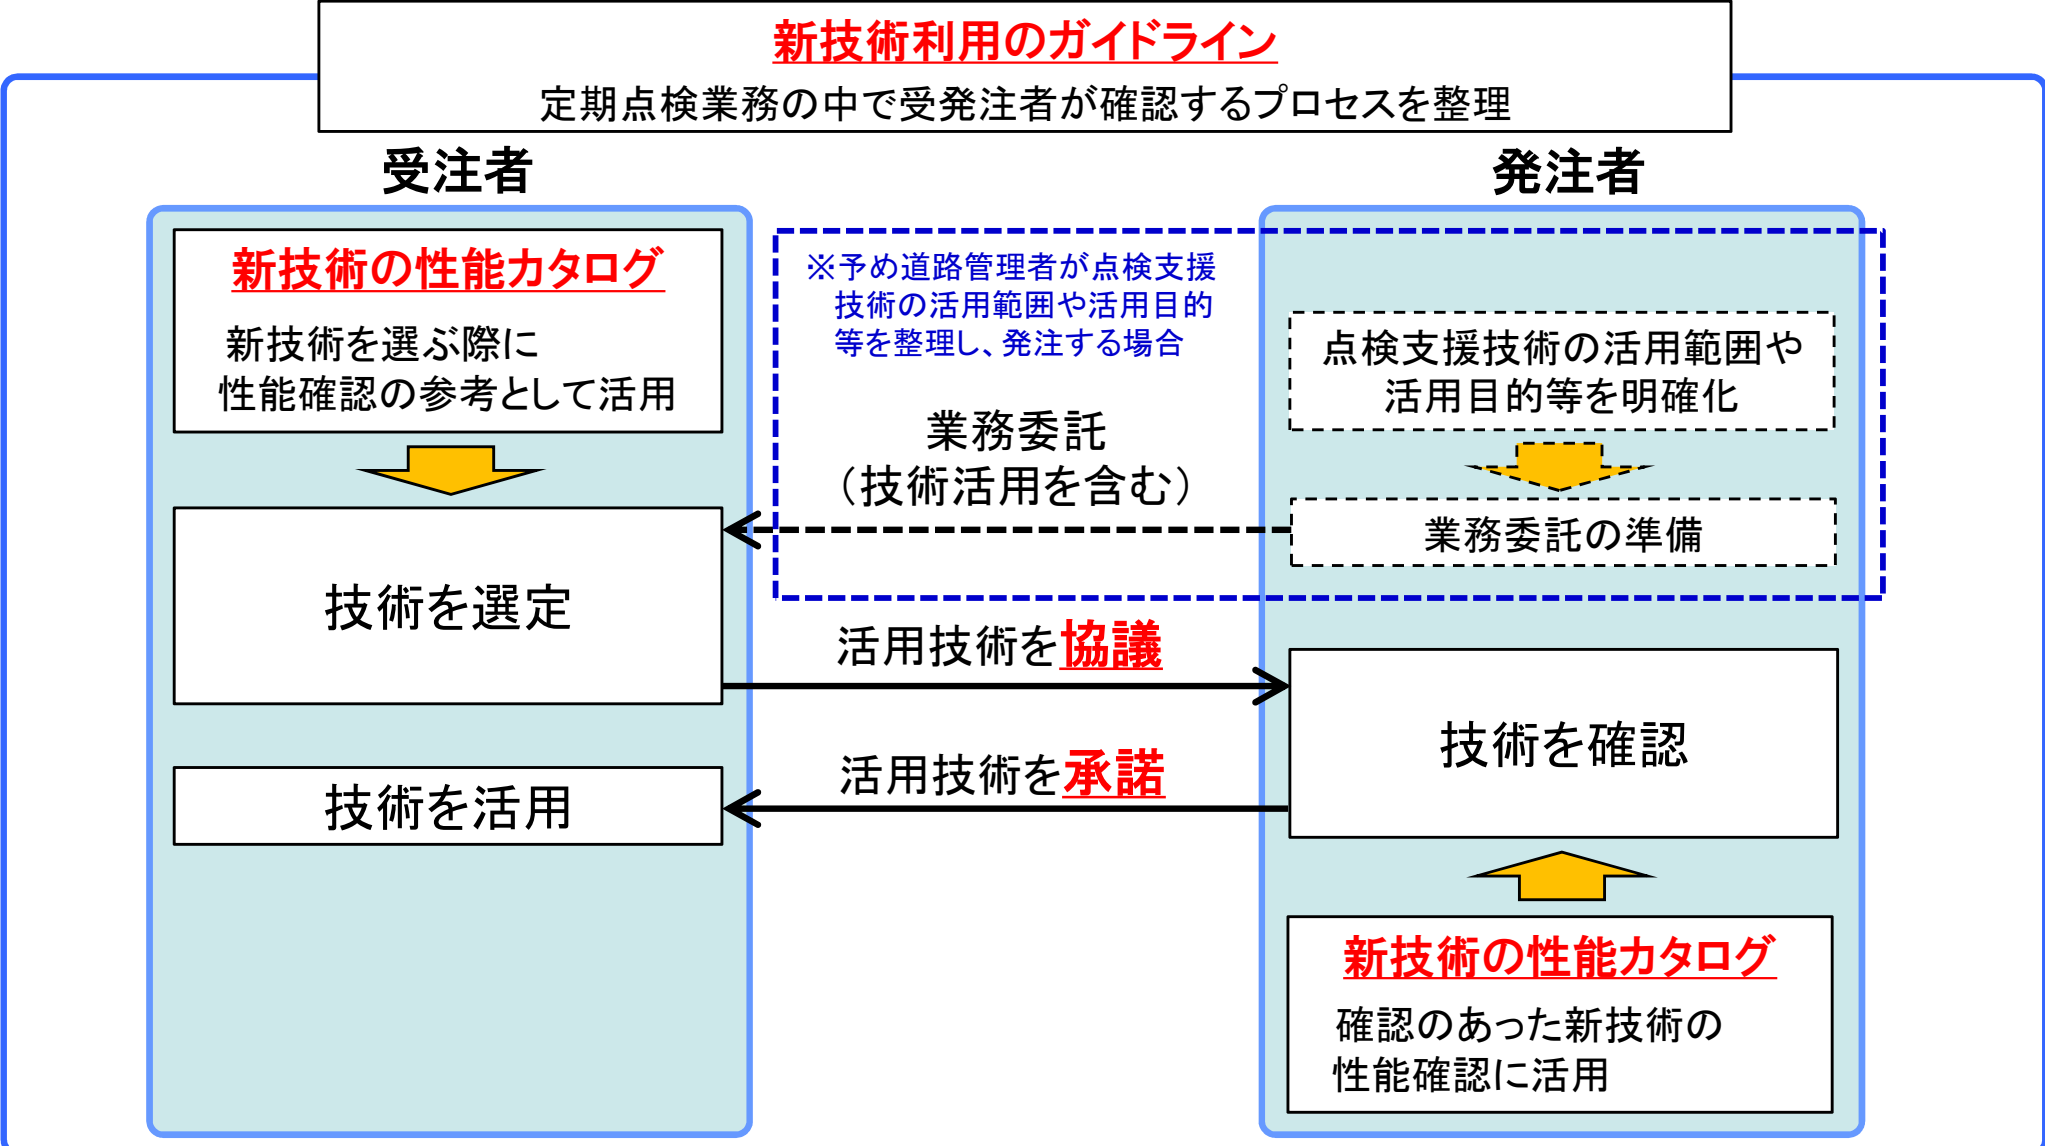 新技術利用のガイドライン
定期点検業務の中で受発注者が確認するプロセスを整理
受注者
発注者
新技術の性能カタログ
新技術を選ぶ際に
性能確認の参考として活用
技術を選定
技術を活用
※予め道路管理者が点検支援
技術の活用範囲や活用目的
等を整理し、発注する場合
業務委託
（技術活用を含む）
活用技術を協議
活用技術を承諾
点検支援技術の活用範囲や
活用目的等を明確化
業務委託の準備
技術を確認
新技術の性能カタログ
確認のあった新技術の
性能確認に活用